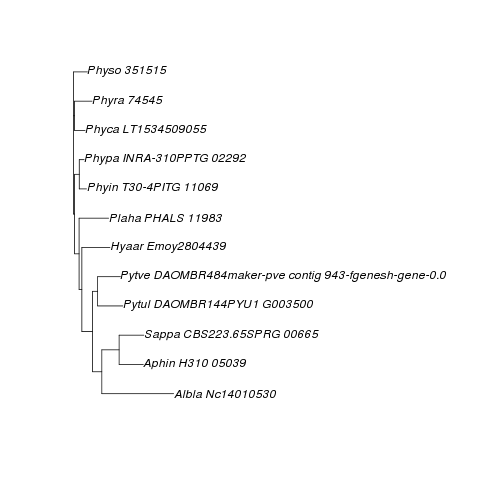 Physo 351515
Phyra 74545
Phyca LT1534509055
Phypa INRA-310PPTG 02292
Phyin T30-4PITG 11069
Plaha PHALS 11983
Hyaar Emoy2804439
Pytve DAOMBR484maker-pve contig 943-fgenesh-gene-0.0
Pytul DAOMBR144PYU1 G003500
Sappa CBS223.65SPRG 00665
Aphin H310 05039
Albla Nc14010530